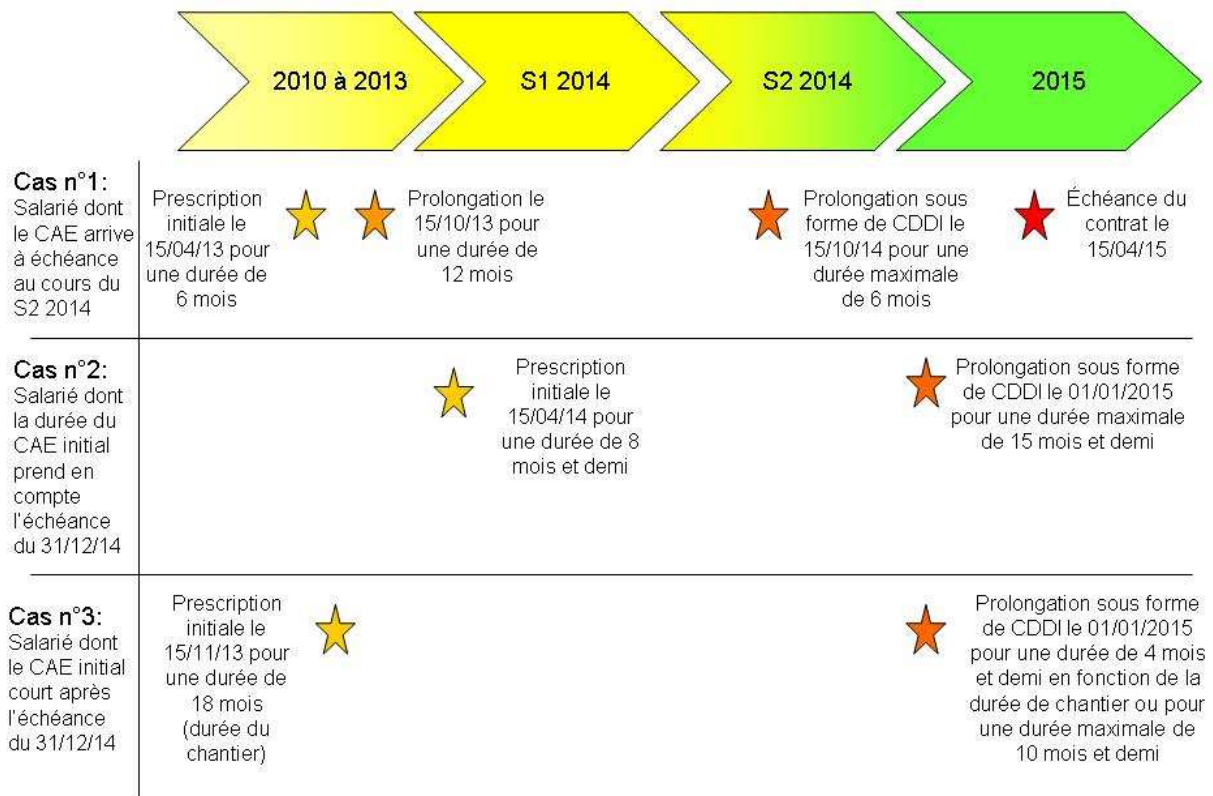 2010 à 2013
S1 2014
S2 2014
2015
Cas n°1:
Salarié dont
le CAE arrive
à échéance
au cours du
S2 2014
Prescription
initiale le
15/04/13 pour
une durée de
6 mois
Prolongation le
15/10/13 pour
une durée de
12 mois
Prolongation sous
forme de CDDI le
15/10/14 pour une
durée maximale
de 6 mois
Échéance du
contrat le
15/04/15
Cas n°2:
Salarié dont
la durée du
CAE initial
prend en
compte
l'échéance
du 31/12/14
Prescription
initiale le
15/04/14 pour
une durée de 8
mois et demi
Prolongation sous forme
de CDDI le 01/01/2015
pour une durée maximale
de 15 mois et demi
Cas n°3:
Salarié dont
le CAE initial
court après
l'échéance
du 31/12/14
Prescription
initiale le
15/11/13 pour
une durée de
18 mois
(durée du
chantier)
Prolongation sous forme
de CDDI le 01/01/2015
pour une durée de 4 mois
et demi en fonction de la
durée de chantier ou pour
une durée maximale de
10 mois et demi